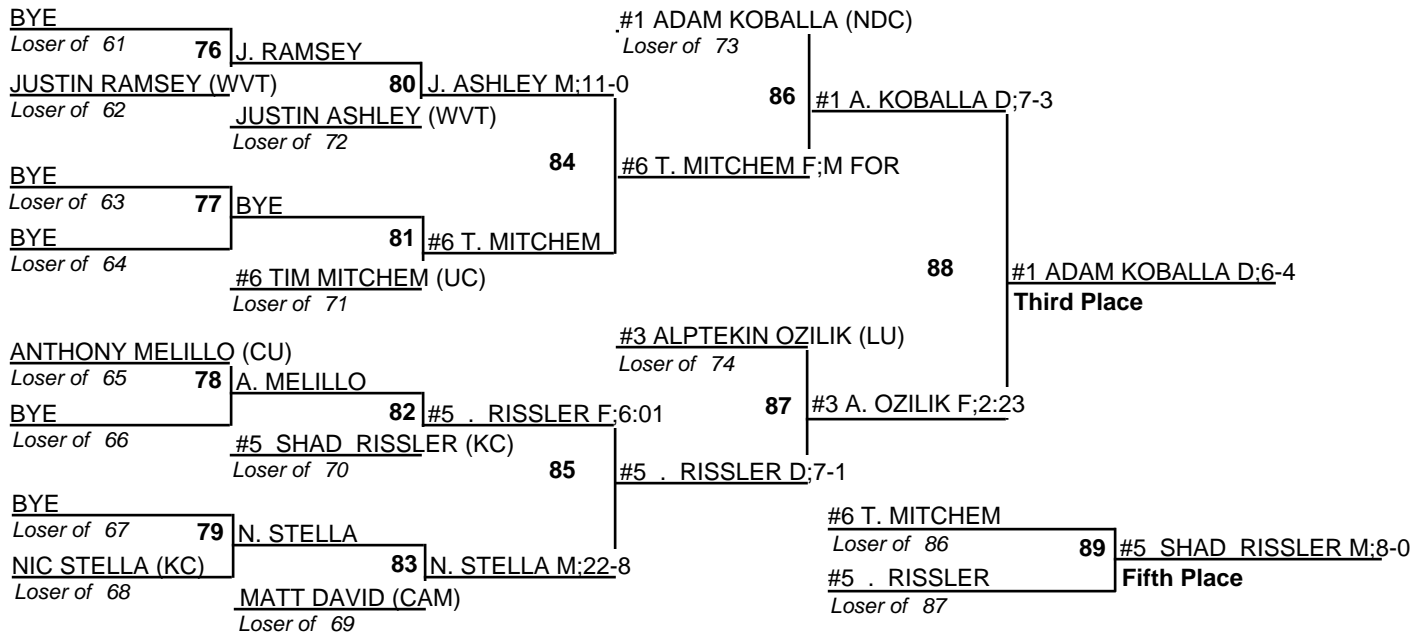 BYE
Loser of 61
76
J. RAMSEY
JUSTIN RAMSEY (WVT)
Loser of 62
80
J. ASHLEY M;11-0
JUSTIN ASHLEY (WVT)
Loser of 72
BYE
Loser of 63
77
BYE
BYE
Loser of 64
81
#6 T. MITCHEM
#6 TIM MITCHEM (UC)
Loser of 71
84
#6 T. MITCHEM F;M FOR
#1 ADAM KOBALLA (NDC)
Loser of 73
86
#1 A. KOBALLA D;7-3
ANTHONY MELILLO (CU)
Loser of 65
78
A. MELILLO
BYE
Loser of 66
82
#5 . RISSLER F;6:01
#5 SHAD RISSLER (KC)
Loser of 70
BYE
Loser of 67
79
N. STELLA
NIC STELLA (KC)
Loser of 68
83
N. STELLA M;22-8
MATT DAVID (CAM)
Loser of 69
85
#5 . RISSLER D;7-1
#3 ALPTEKIN OZILIK (LU)
Loser of 74
87
#3 A. OZILIK F;2:23
88
#1 ADAM KOBALLA D;6-4
Third Place
#6 T. MITCHEM
Loser of 86
89
#5 SHAD RISSLER M;8-0
#5 . RISSLER
Fifth Place
Loser of 87